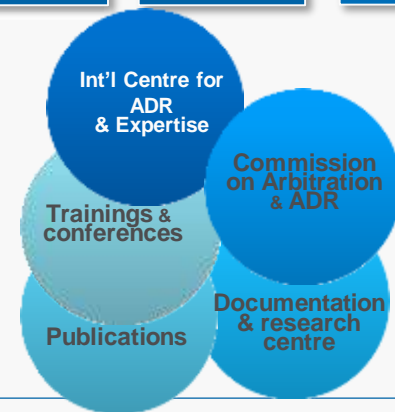 Int'l Centre for
ADR
& Expertise
Commission
on Arbitration
& ADR
Trainings &
conferences
Documentation
& research
centre
Publications